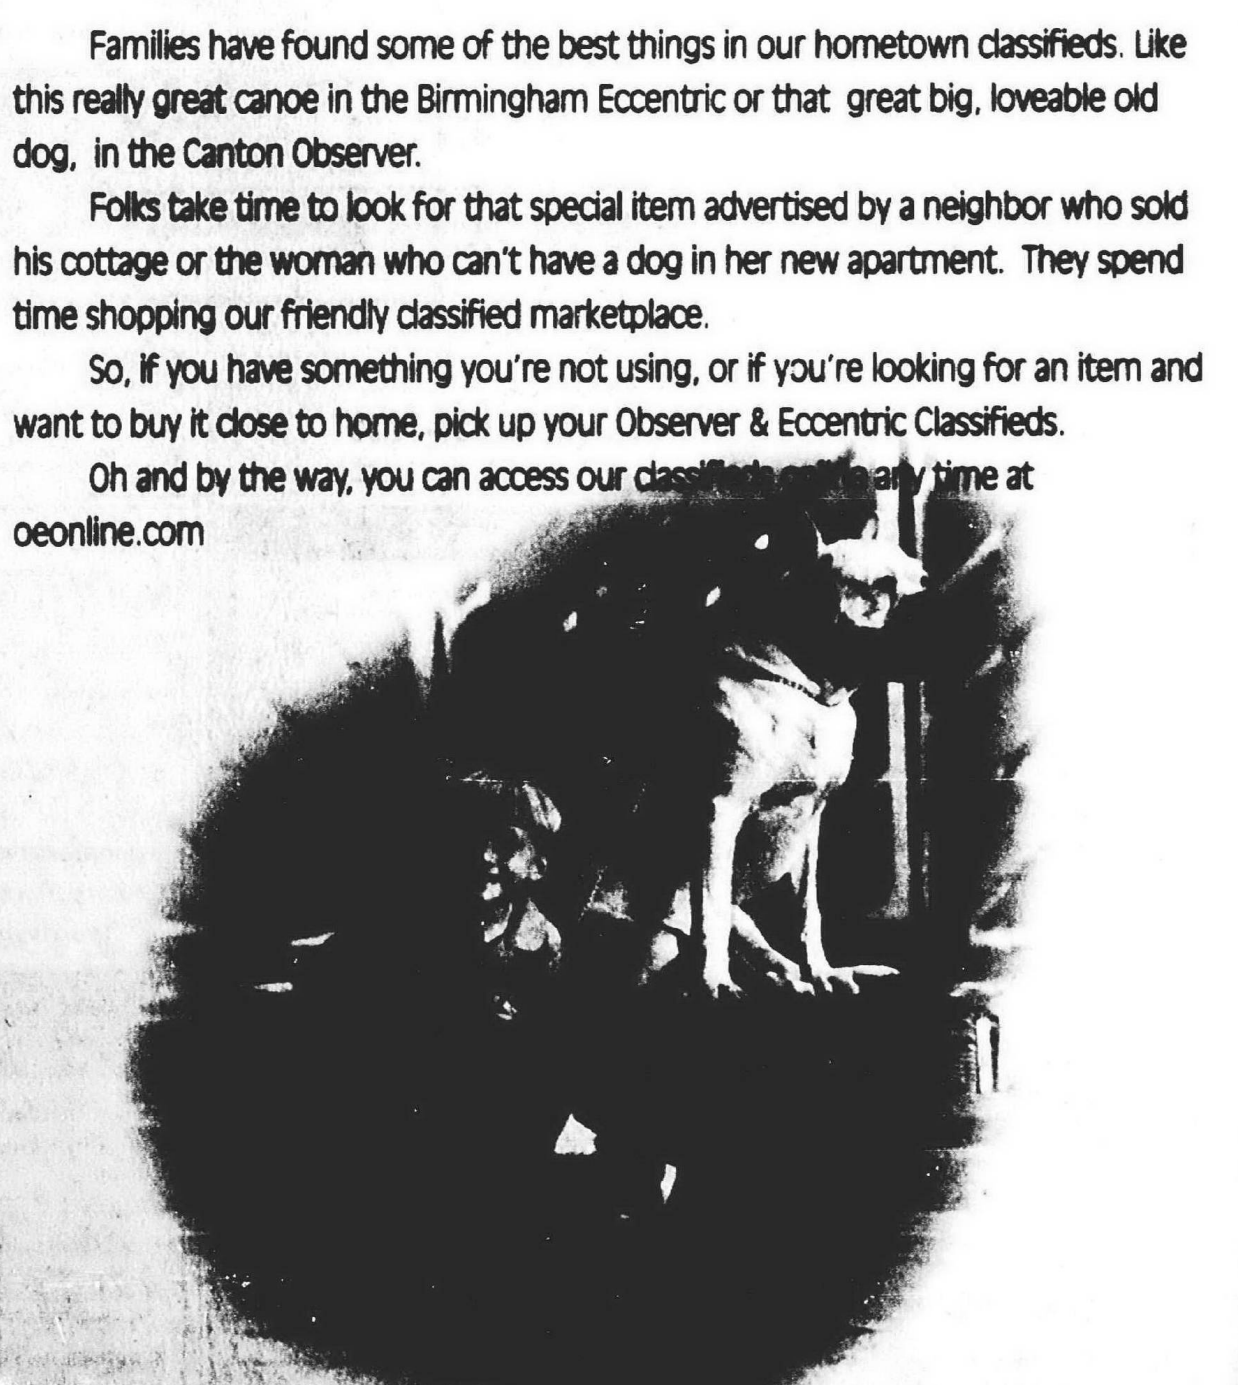 Families have found some of the best things in our hometown classifieds. Like
this really great canoe in the Birmingham Eccentric or that great big, loveable old
dog, in the Canton Observer.
Folks take time to look for that special item advertised by a neighbor who sold
his cottage or the woman who can't have a dog in her new apartment. They spend
time shopping our friendly classified marketplace.
So, if you have something you're not using, or if you're looking for an item and
want to buy it close to home, pick up your Observer & Eccentric Classifieds.
Oh and by the way, you can access our classifieds online any time at
oeonline.com